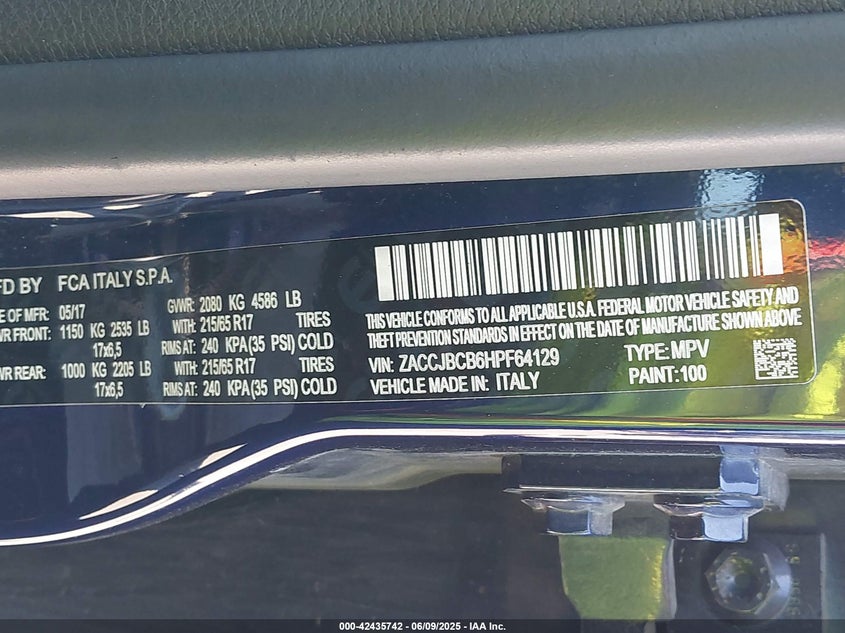 FD BY FCA ITALY S.P.A.
E OF MFR: 05/17 GVWR: 2080 KG 4586 LB
WR FRONT: 1150 KG 2535 LB WITH: 215/65 R17 TIRES
17x6,5 RIMS AT: 240 KPA(35 PSI) COLD
WR REAR: 1000 KG 2205 LB WITH: 215/65 R17 TIRES
17x6,5 RIMS AT: 240 KPA(35 PSI) COLD
THIS VEHICLE CONFORMS TO ALL APPLICABLE U.S.A. FEDERAL MOTOR VEHICLE SAFETY AND
THEFT PREVENTION STANDARDS IN EFFECT ON THE DATE OF MANUFACTURE SHOWN ABOVE.
VIN: ZACCJBCB6HPF64129 TYPE: MPV
VEHICLE MADE IN: ITALY PAINT: 100
000-42435742 - 06/09/2025 - IAA Inc.